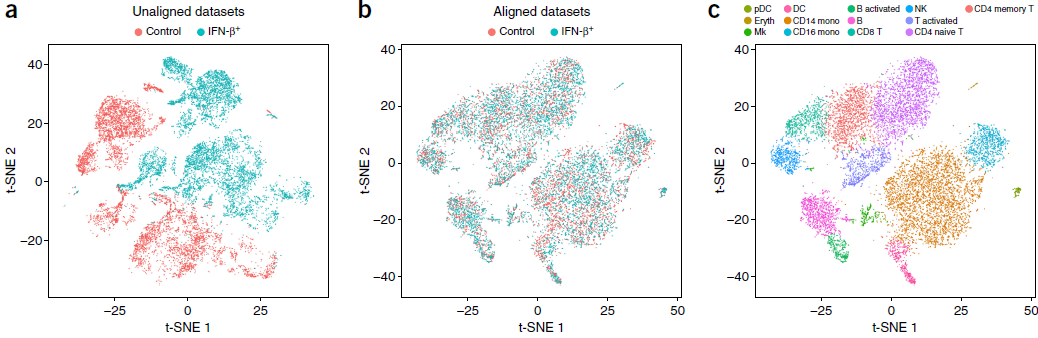 a
Unaligned datasets
Control IFN-β⁺
40
20
0
−20
−25 0 25
t-SNE 1
t-SNE 2
b
Aligned datasets
Control IFN-β⁺
40
20
0
−20
−40
−25 0 25 50
t-SNE 1
t-SNE 2
c
pDC DC B activated NK CD4 memory T
Eryth CD14 mono B T activated
Mk CD16 mono CD8 T CD4 naive T
40
20
0
−20
−40
−25 0 25 50
t-SNE 1
t-SNE 2